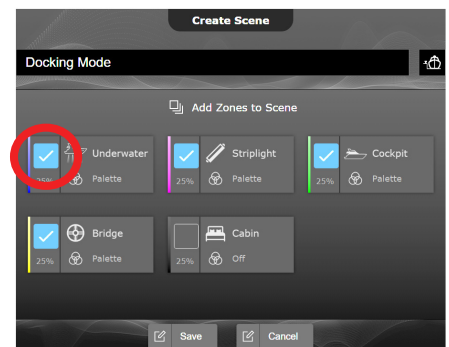 Create Scene
Docking Mode
Add Zones to Scene
Underwater
Striplight
Cockpit
25% Palette
25% Palette
25% Palette
Bridge
Cabin
25% Palette
25% Off
Save
Cancel